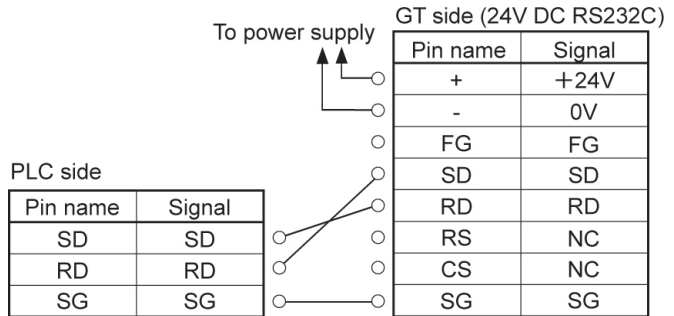 GT side (24V DC RS232C)
To power supply
Pin name Signal
+ +24V
- 0V
FG FG
SD SD
RD RD
RS NC
CS NC
SG SG
PLC side
Pin name Signal
SD SD
RD RD
SG SG